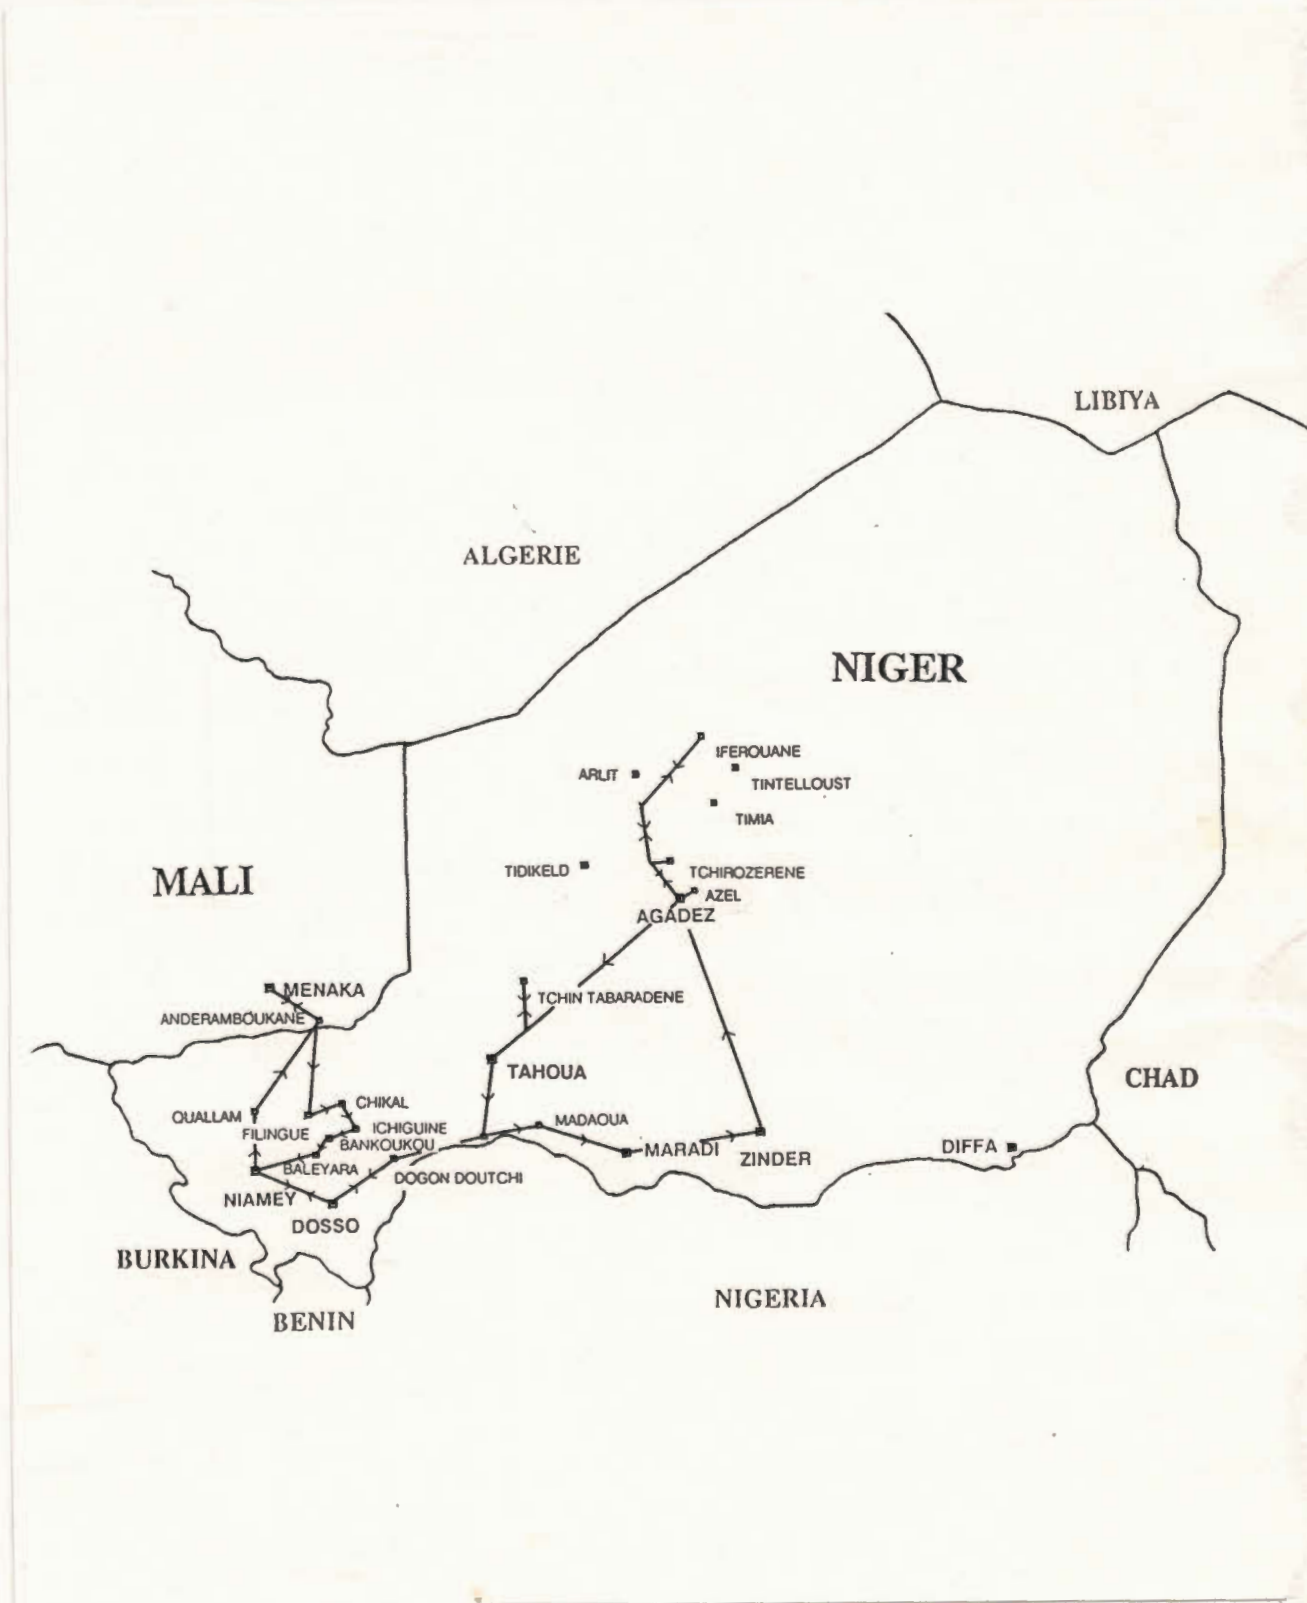 LIBIYA
ALGERIE
NIGER
IFEROUANE
ARLIT
TINTELLOUST
TIMIA
TIDIKELD
TCHIROZERENE
MALI
AZEL
AGADEZ
MENAKA
TCHIN TABARADENE
ANDERAMBOUKANE
TAHOUA
CHAD
CHIKAL
OUALLAM
MADAOUA
ICHIGUINE
FILINGUE
BANKOUKOU
MARADI
DIFFA
ZINDER
BALEYARA
DOGON DOUTCHI
NIAMEY
DOSSO
BURKINA
NIGERIA
BENIN